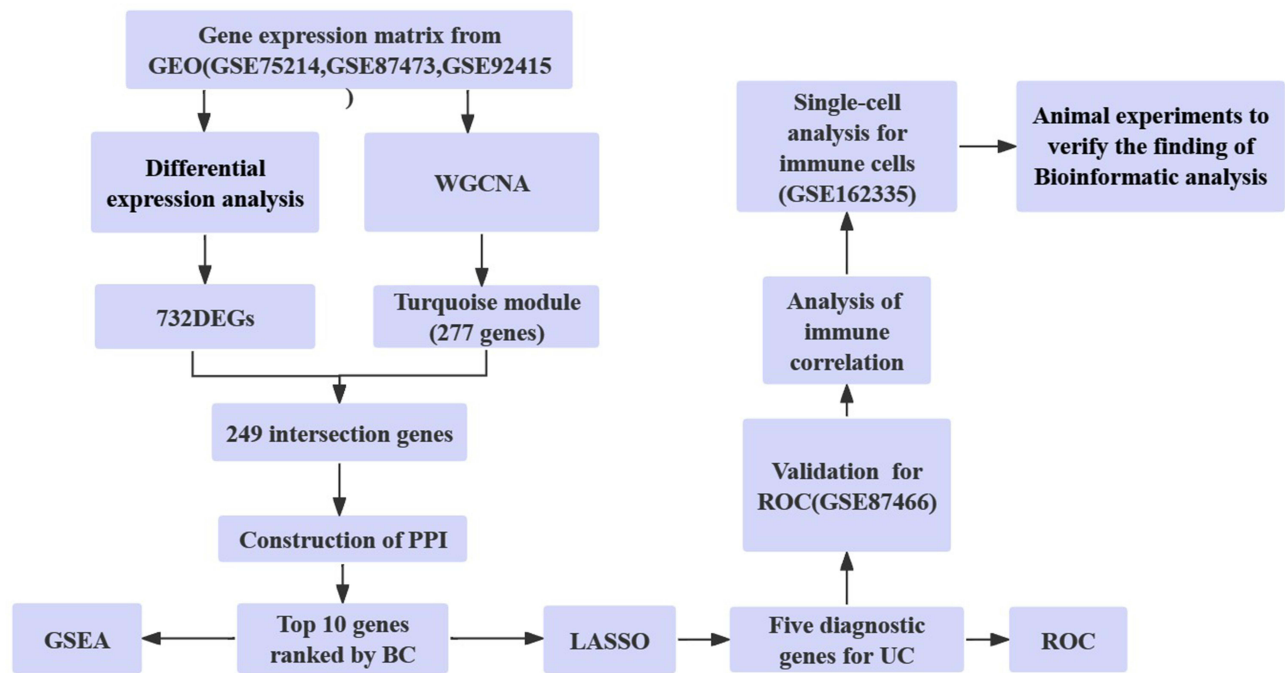 Gene expression matrix from
GEO(GSE75214,GSE87473,GSE92415
)
Differential
expression analysis
WGCNA
732DEGs
Turquoise module
(277 genes)
249 intersection genes
Construction of PPI
Top 10 genes
ranked by BC
GSEA
LASSO
Five diagnostic
genes for UC
ROC
Validation  for
ROC(GSE87466)
Analysis of
immune
correlation
Single-cell
analysis for
immune cells
(GSE162335)
Animal experiments to
verify the finding of
Bioinformatic analysis